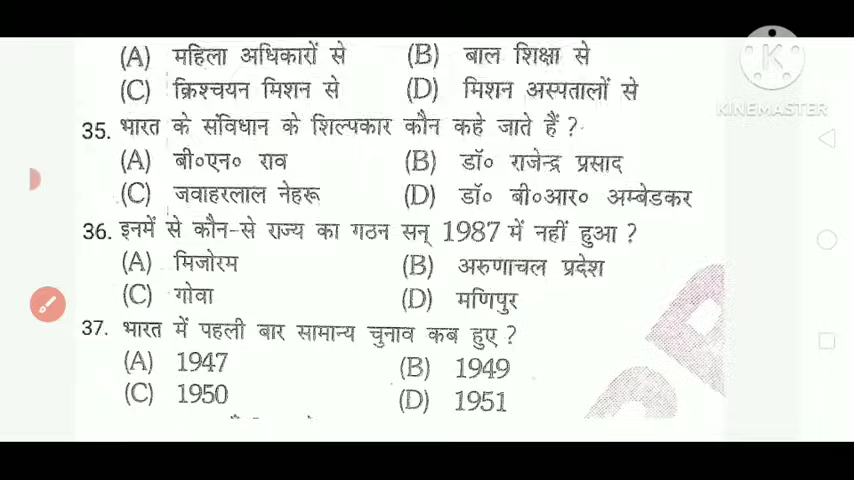 (A) महिला अधिकारों से (B) बाल शिक्षा से
(C) क्रिश्चयन मिशन से (D) मिशन अस्पतालों से
35. भारत के संविधान के शिल्पकार कौन कहे जाते हैं ?
(A) बी०एन० राव (B) डॉ० राजेन्द्र प्रसाद
(C) जवाहरलाल नेहरू (D) डॉ० बी०आर० अम्बेडकर
36. इनमें से कौन-से राज्य का गठन सन् 1987 में नहीं हुआ ?
(A) मिजोरम (B) अरुणाचल प्रदेश
(C) गोवा (D) मणिपुर
37. भारत में पहली बार सामान्य चुनाव कब हुए ?
(A) 1947 (B) 1949
(C) 1950 (D) 1951
K
KINEMASTER